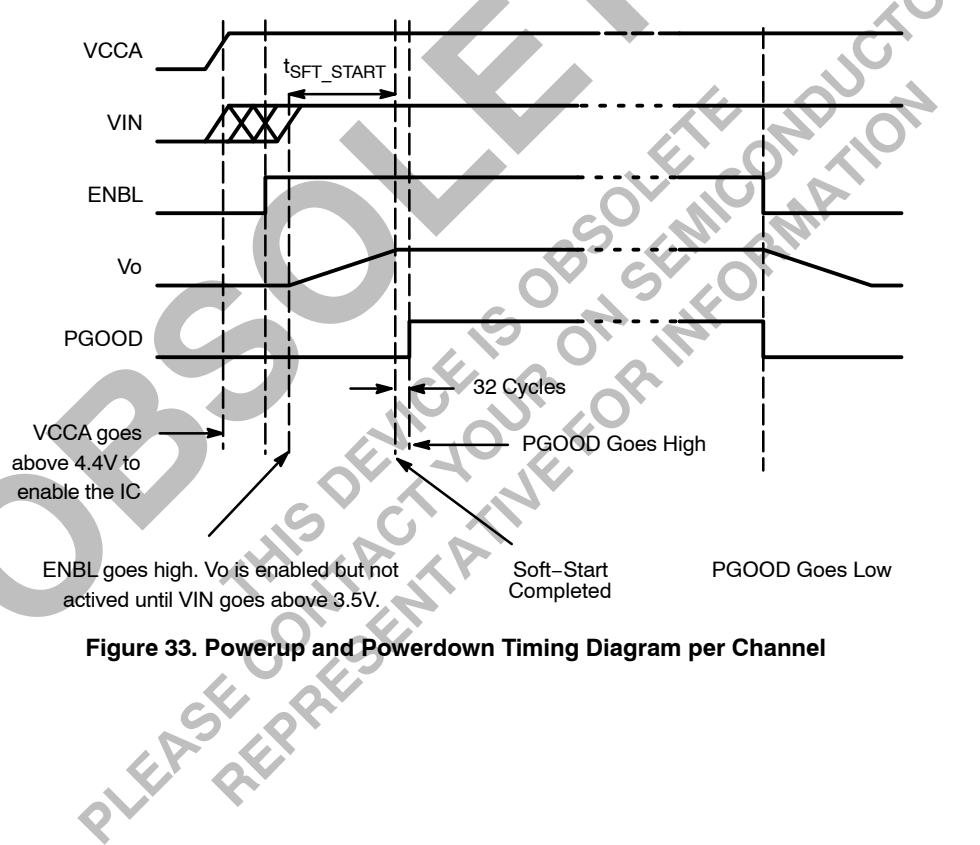 VCCA
tSFT_START
VIN
ENBL
Vo
PGOOD
32 Cycles
VCCA goes
above 4.4V to
enable the IC
PGOOD Goes High
ENBL goes high. Vo is enabled but not
actived until VIN goes above 3.5V.
Soft−Start
Completed
PGOOD Goes Low
Figure 33. Powerup and Powerdown Timing Diagram per Channel
THIS DEVICE IS OBSOLETE
PLEASE CONTACT YOUR ON SEMICONDUCTO
REPRESENTATIVE FOR INFORMATION
OBSOLET